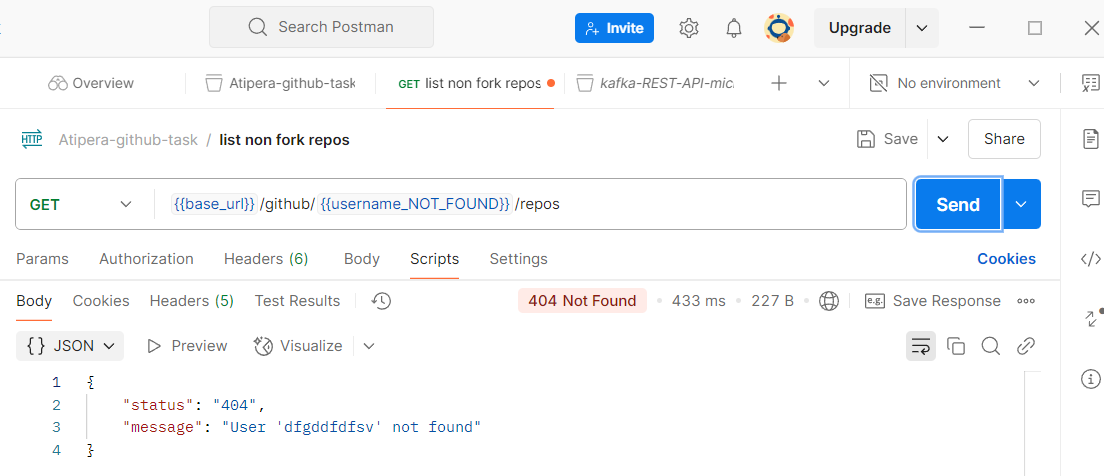 Search Postman
Invite
Upgrade
Overview
Atipera-github-task
GET list non fork repos
kafka-REST-API-mic
No environment
HTTP
Atipera-github-task / list non fork repos
Save
Share
GET
{{base_url}}/github/{{username_NOT_FOUND}}/repos
Send
Params Authorization Headers (6) Body Scripts Settings
Cookies
Body Cookies Headers (5) Test Results
404 Not Found • 433 ms • 227 B
e.g. Save Response
{} JSON
Preview
Visualize
1 {
2 "status": "404",
3 "message": "User 'dfgddfdfsv' not found"
4 }